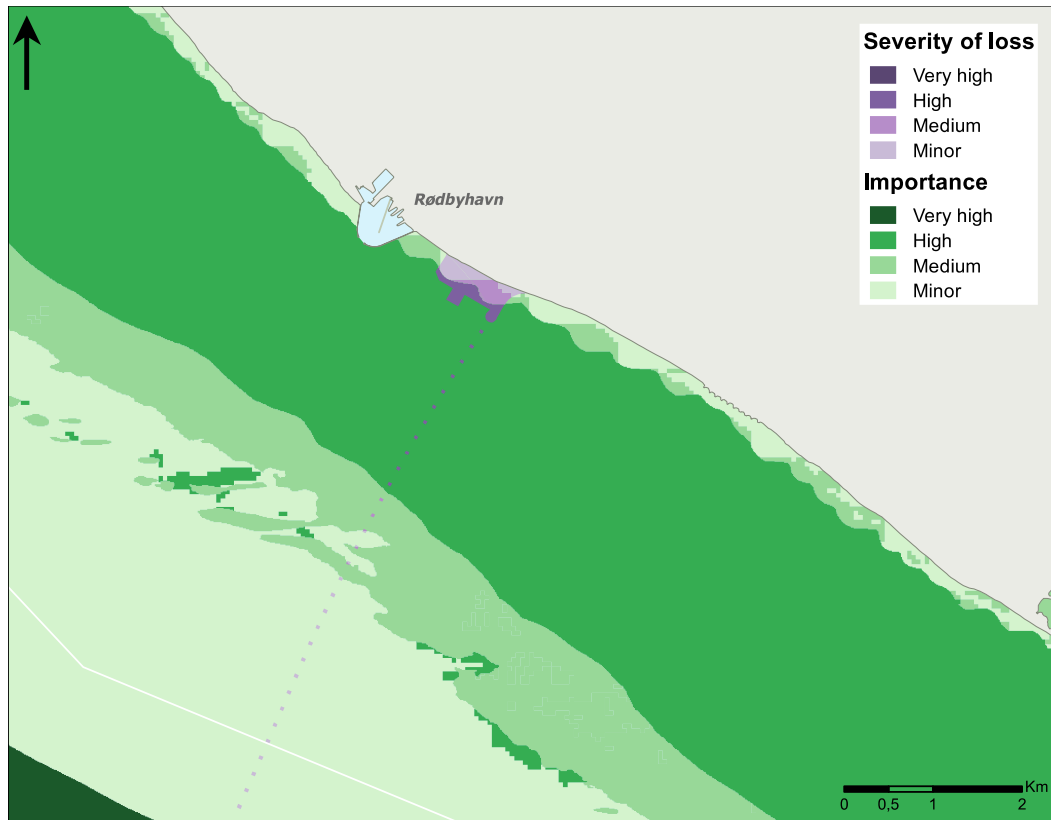 Severity of loss
Very high
High
Medium
Minor
Importance
Very high
High
Medium
Minor
Rødbyhavn
Km
0 0,5 1 2